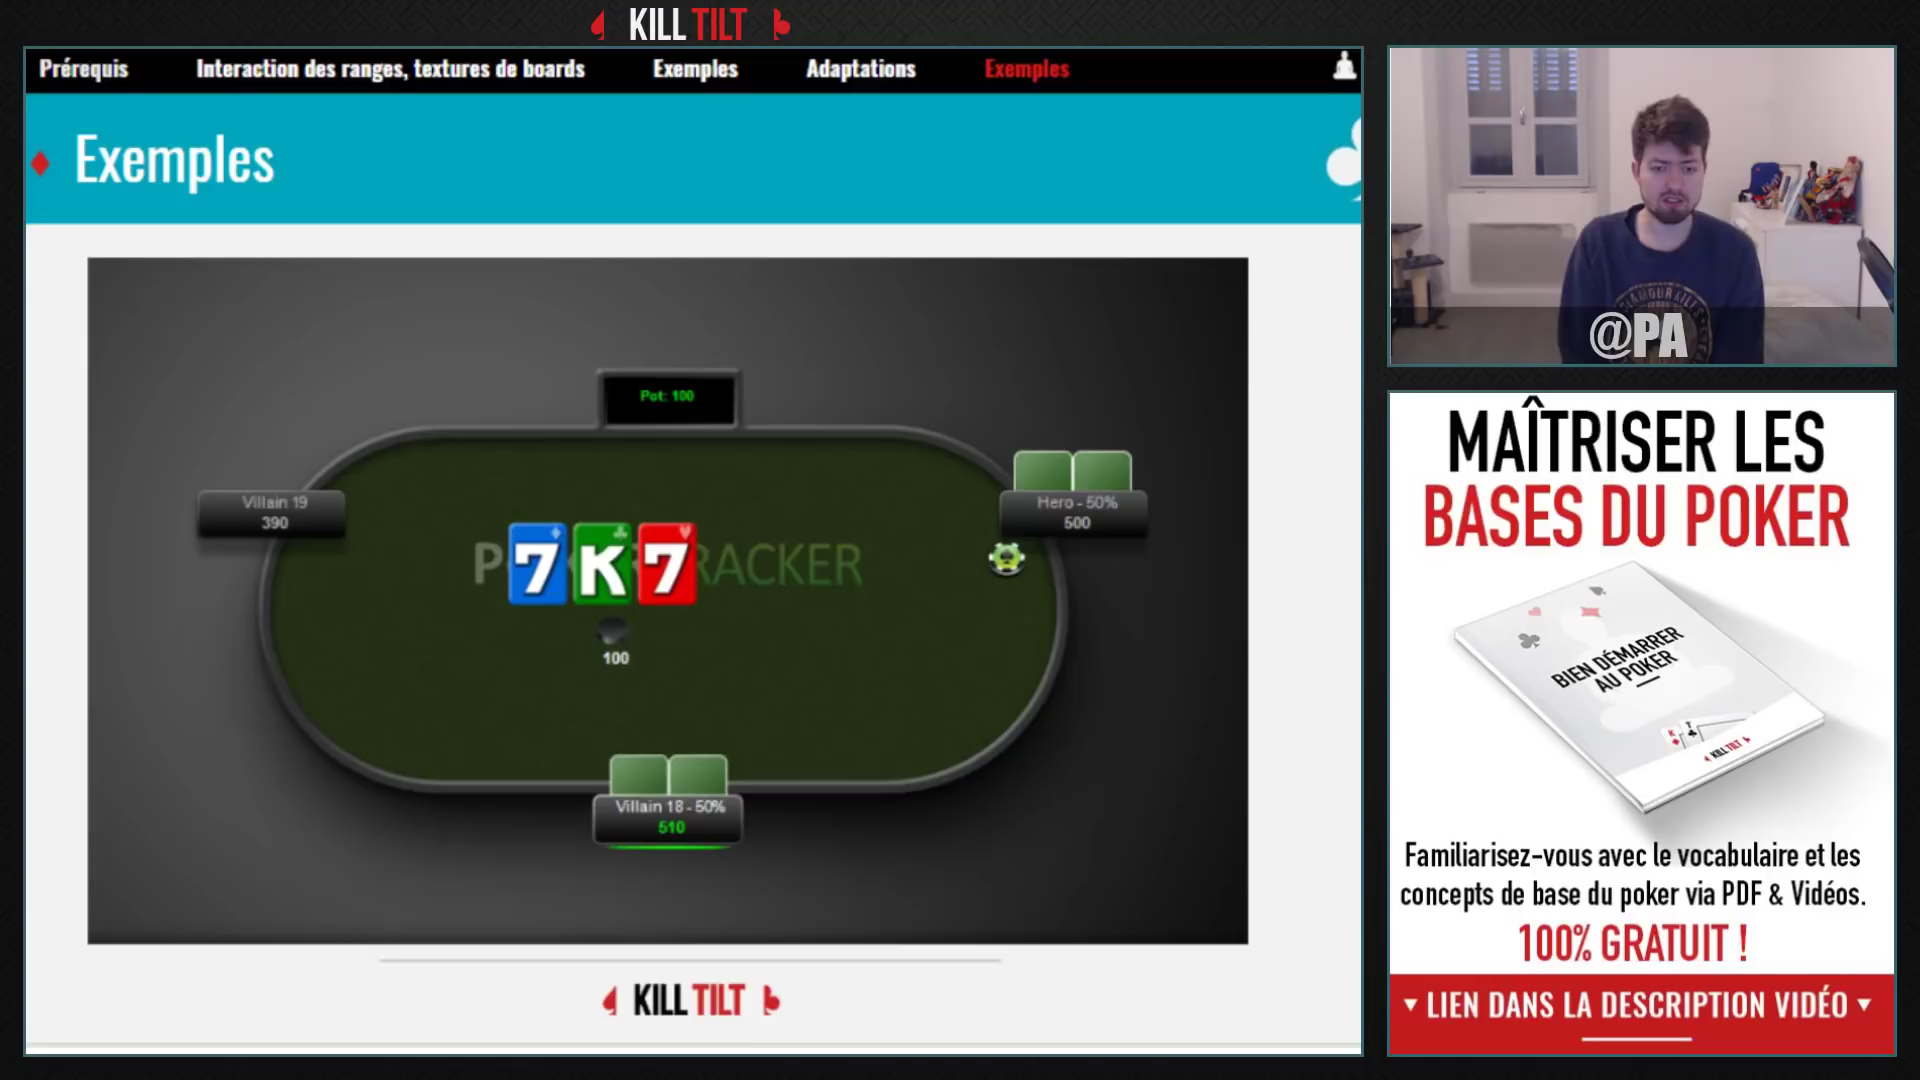 KILL TILT
Prérequis
Interaction des ranges, textures de boards
Exemples
Adaptations
Exemples
Exemples
Pot: 100
Villain 19
390
Hero - 50%
500
7 K 7
P RACKER
100
Villain 18 - 50%
510
KILL TILT
@PA
MAÎTRISER LES
BASES DU POKER
BIEN DÉMARRER
AU POKER
K T
KILL TILT
Familiarisez-vous avec le vocabulaire et les
concepts de base du poker via PDF & Vidéos.
100% GRATUIT !
LIEN DANS LA DESCRIPTION VIDÉO